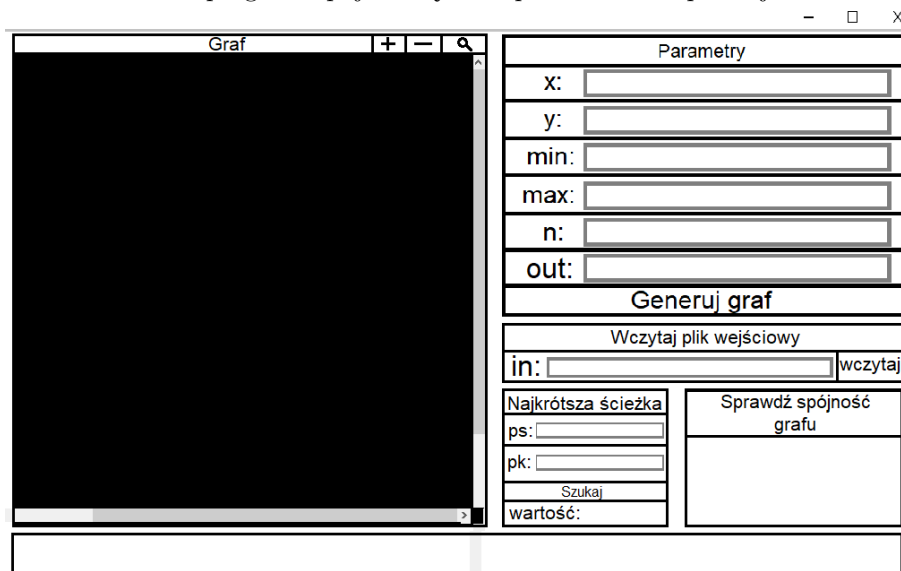 Graf
Parametry
x:
y:
min:
max:
n:
out:
Generuj graf
Wczytaj plik wejściowy
in:
wczytaj
Najkrótsza ścieżka
ps:
pk:
Szukaj
wartość:
Sprawdź spójność
grafu